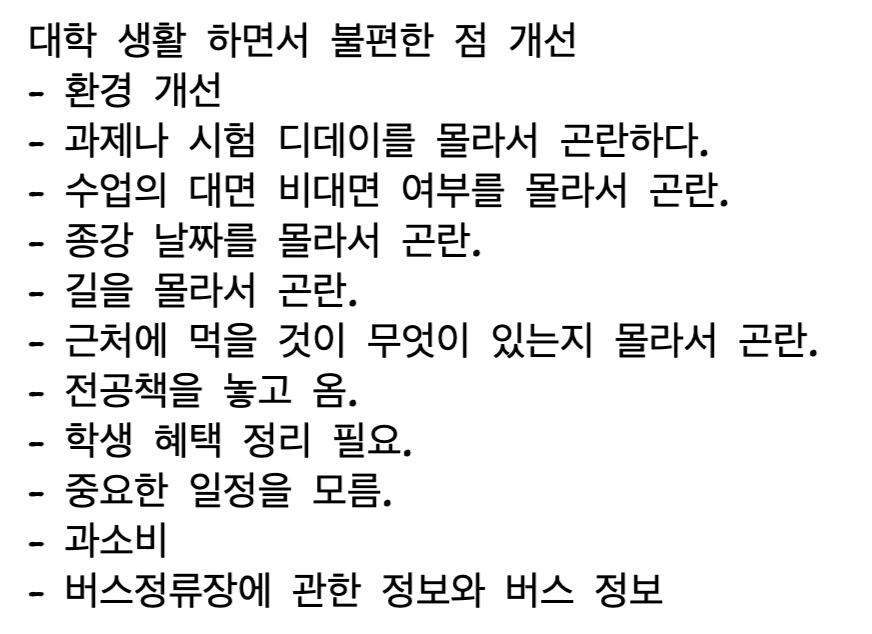 대학 생활 하면서 불편한 점 개선
- 환경 개선
- 과제나 시험 디데이를 몰라서 곤란하다.
- 수업의 대면 비대면 여부를 몰라서 곤란.
- 종강 날짜를 몰라서 곤란.
- 길을 몰라서 곤란.
- 근처에 먹을 것이 무엇이 있는지 몰라서 곤란.
- 전공책을 놓고 옴.
- 학생 혜택 정리 필요.
- 중요한 일정을 모름.
- 과소비
- 버스정류장에 관한 정보와 버스 정보